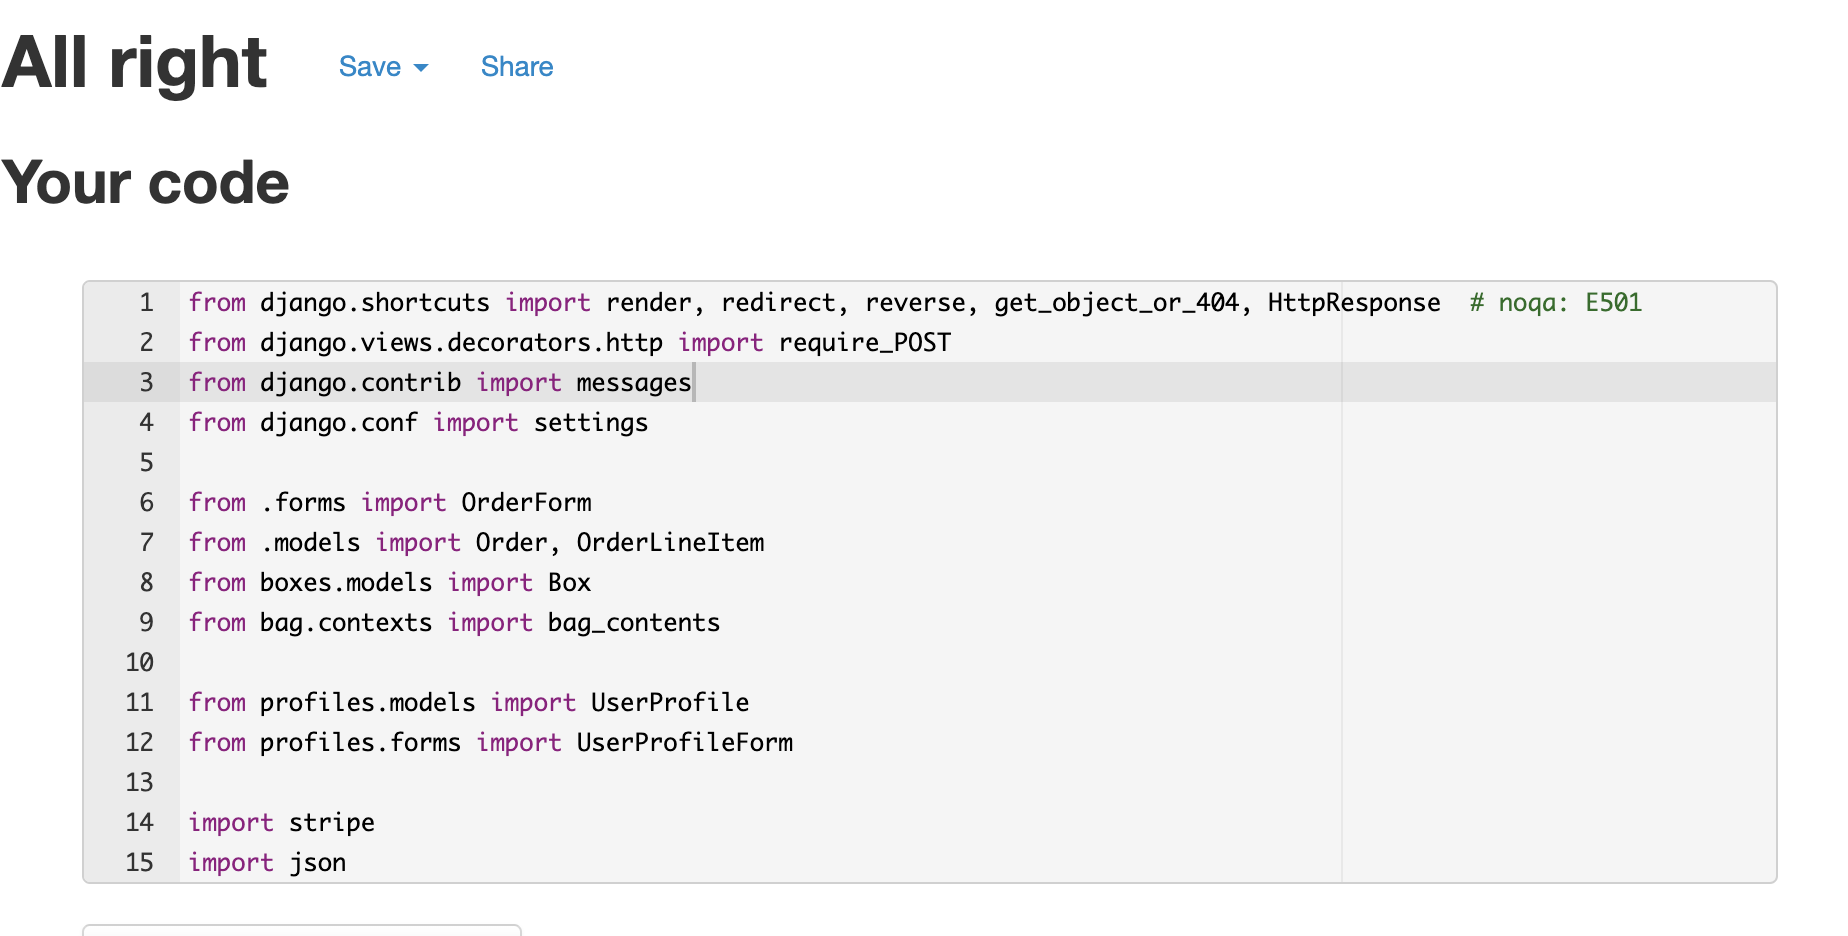 All right Save Share
Your code
1 from django.shortcuts import render, redirect, reverse, get_object_or_404, HttpResponse  # noqa: E501
2 from django.views.decorators.http import require_POST
3 from django.contrib import messages
4 from django.conf import settings
5
6 from .forms import OrderForm
7 from .models import Order, OrderLineItem
8 from boxes.models import Box
9 from bag.contexts import bag_contents
10
11 from profiles.models import UserProfile
12 from profiles.forms import UserProfileForm
13
14 import stripe
15 import json